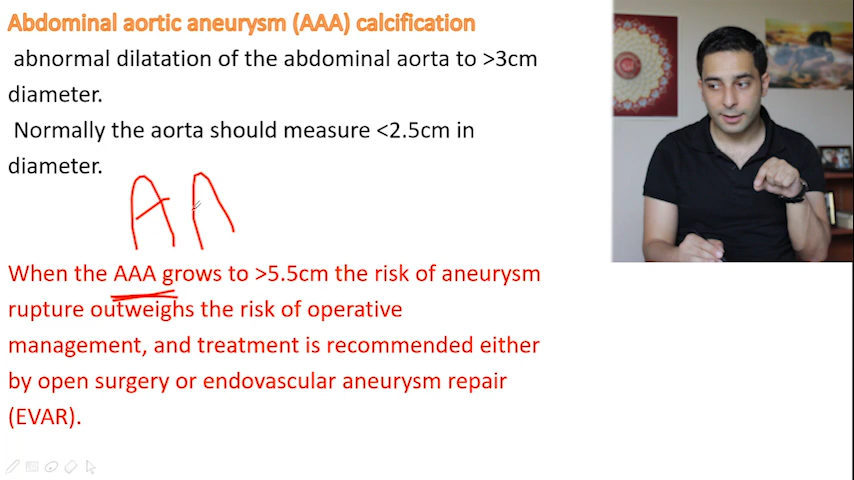 Abdominal aortic aneurysm (AAA) calcification
abnormal dilatation of the abdominal aorta to >3cm
diameter.
Normally the aorta should measure <2.5cm in
diameter.
A A
When the AAA grows to >5.5cm the risk of aneurysm
rupture outweighs the risk of operative
management, and treatment is recommended either
by open surgery or endovascular aneurysm repair
(EVAR).